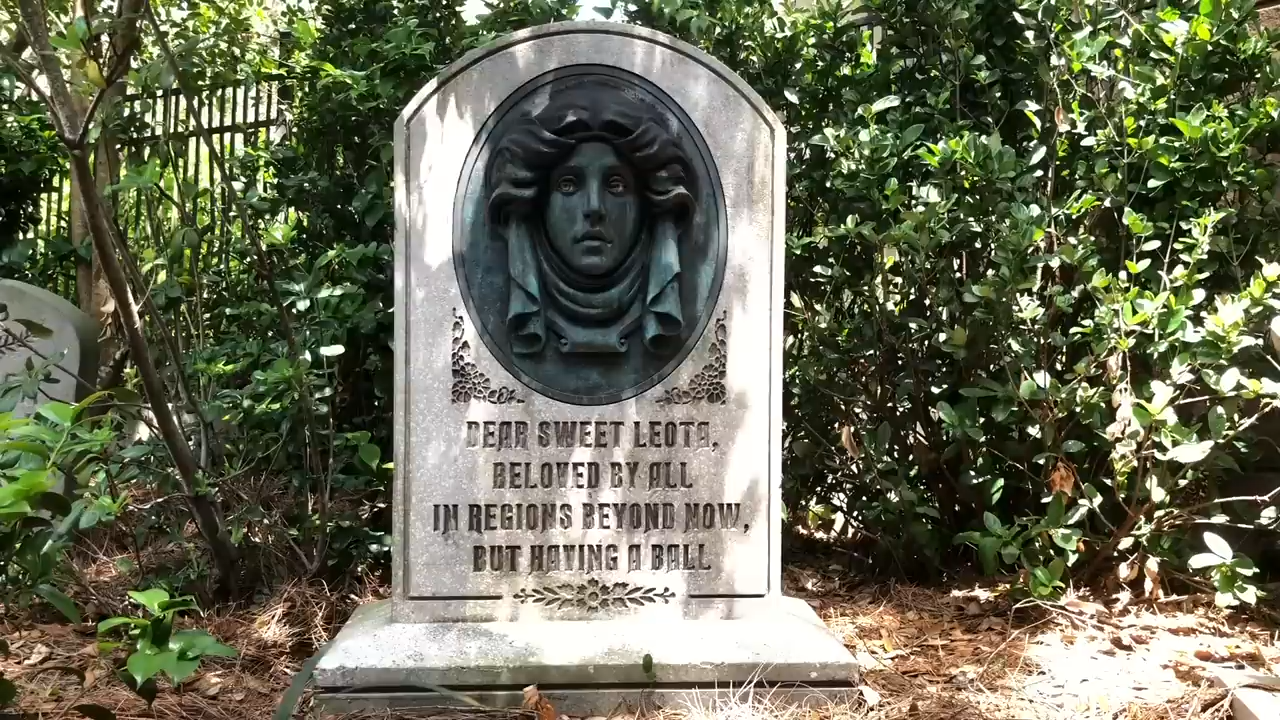 DEAR SWEET LEOTA,
BELOVED BY ALL
IN REGIONS BEYOND NOW,
BUT HAVING A BALL